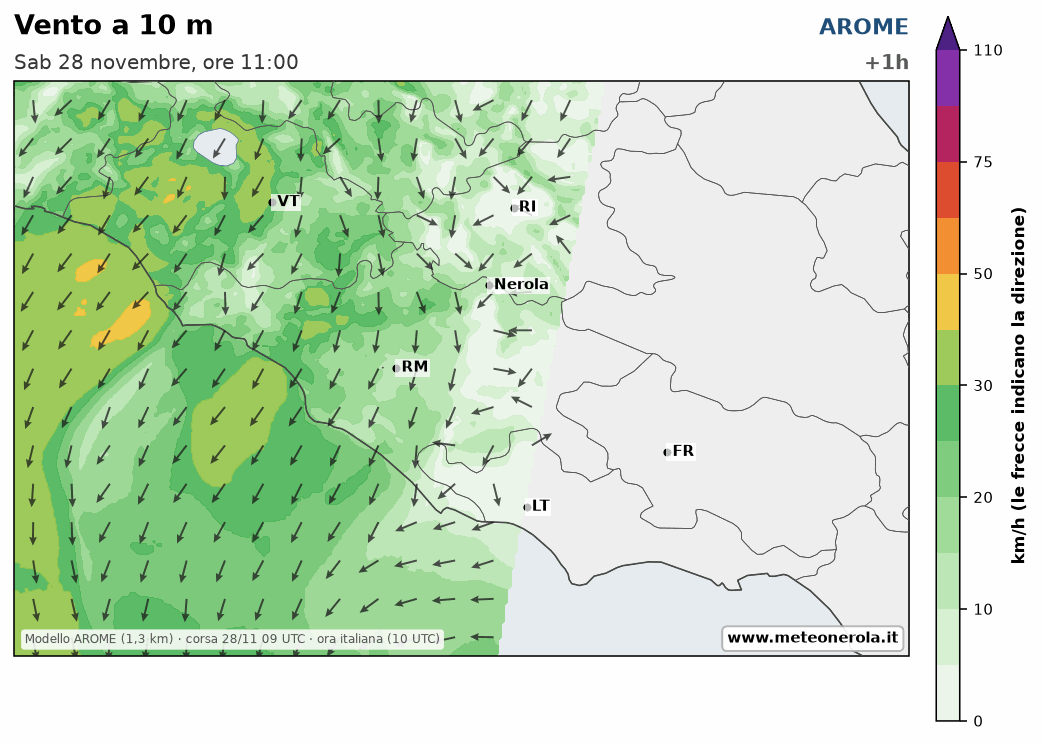 Vento a 10 m
AROME
Sab 28 novembre, ore 11:00
+1h
VT
RI
Nerola
RM
FR
LT
Modello AROME (1,3 km) · corsa 28/11 09 UTC · ora italiana (10 UTC)
www.meteonerola.it
110
75
50
30
20
10
0
km/h (le frecce indicano la direzione)